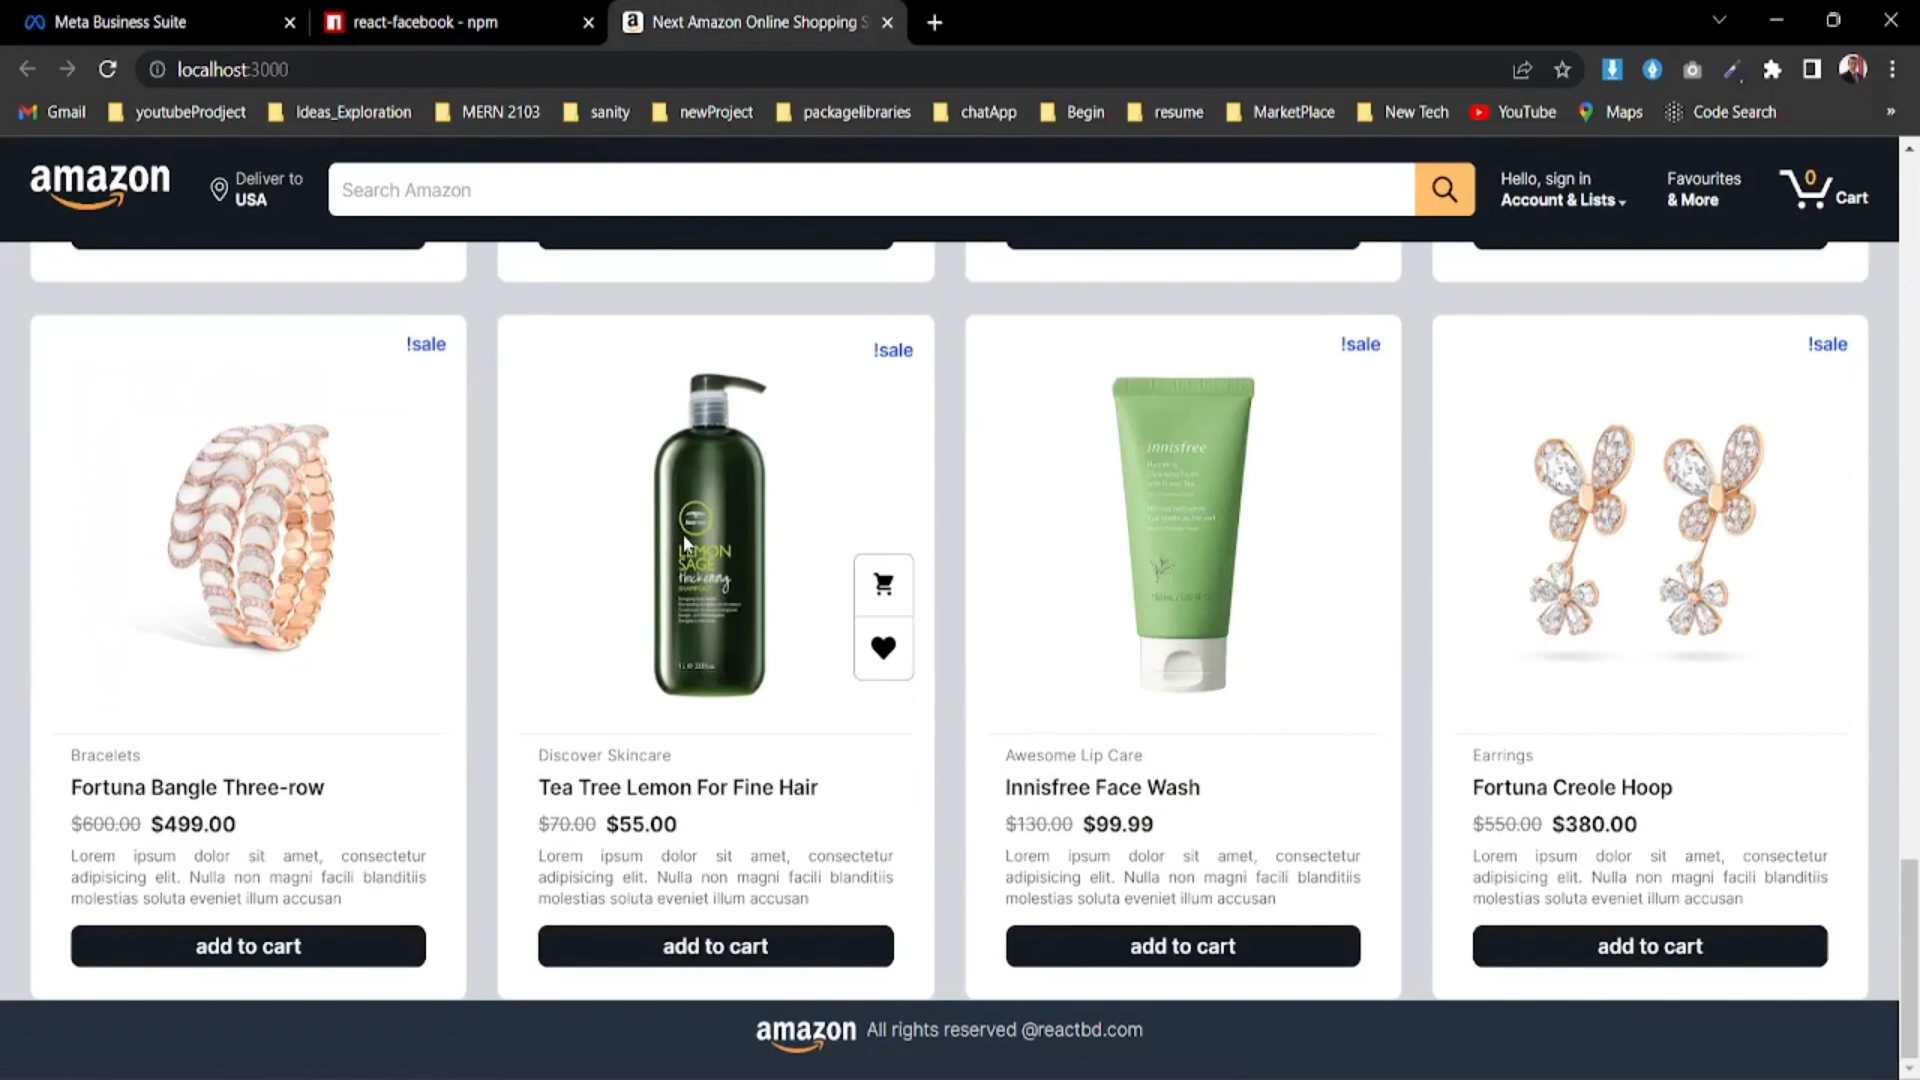 Meta Business Suite
react-facebook - npm
Next Amazon Online Shopping S
localhost:3000
Gmail
youtubeProdject
Ideas_Exploration
MERN 2103
sanity
newProject
packagelibraries
chatApp
Begin
resume
MarketPlace
New Tech
YouTube
Maps
Code Search
»
amazon
Deliver to
USA
Search Amazon
Hello, sign in
Account & Lists
Favourites
& More
0
Cart
!sale
!sale
!sale
!sale
LEMON
SAGE
thickening
innisfree
Bracelets
Fortuna Bangle Three-row
$600.00 $499.00
Lorem ipsum dolor sit amet, consectetur
adipisicing elit. Nulla non magni facili blanditiis
molestias soluta eveniet illum accusan
add to cart
Discover Skincare
Tea Tree Lemon For Fine Hair
$70.00 $55.00
Lorem ipsum dolor sit amet, consectetur
adipisicing elit. Nulla non magni facili blanditiis
molestias soluta eveniet illum accusan
add to cart
Awesome Lip Care
Innisfree Face Wash
$130.00 $99.99
Lorem ipsum dolor sit amet, consectetur
adipisicing elit. Nulla non magni facili blanditiis
molestias soluta eveniet illum accusan
add to cart
Earrings
Fortuna Creole Hoop
$550.00 $380.00
Lorem ipsum dolor sit amet, consectetur
adipisicing elit. Nulla non magni facili blanditiis
molestias soluta eveniet illum accusan
add to cart
amazon All rights reserved @reactbd.com